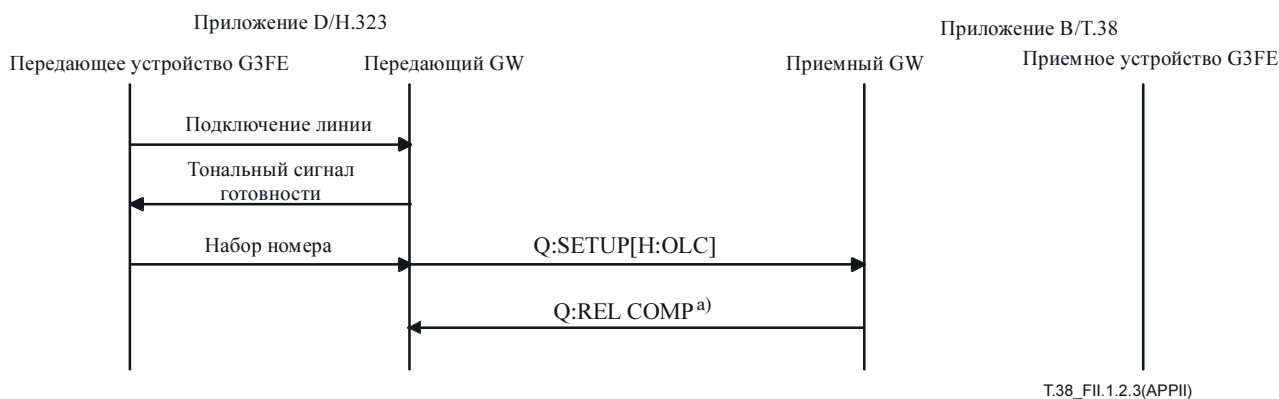 Приложение D/H.323
Приложение B/T.38
Передающее устройство G3FE
Передающий GW
Приемный GW
Приемное устройство G3FE
Подключение линии
Тональный сигнал
готовности
Набор номера
Q:SETUP[H:OLC]
Q:REL COMP a)
T.38_FII.1.2.3(APPII)